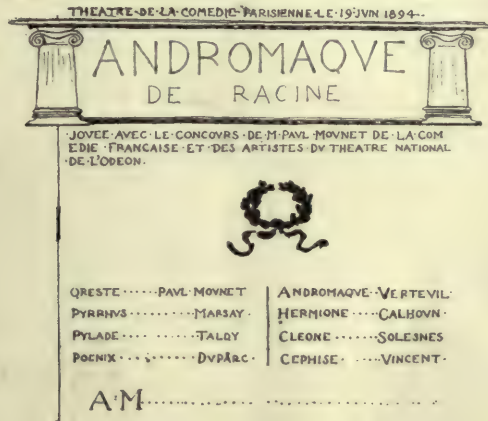 THEATRE·DE·LA·COMEDIE·PARISIENNE·LE·19·JVIN 1894·
ANDROMAQVE
DE RACINE
·JOVEE·AVEC·LE·CONCOVRS·DE·M·PAVL·MOVNET·DE·LA·COM
EDIE·FRANCAISE·ET·DES·ARTISTES·DV·THEATRE·NATIONAL
·DE·L'ODEON·
ORESTE······PAVL·MOVNET
PYRRHVS ······MARSAY·
PYLADE ······TALDY
POENIX ······DVPARC·
ANDROMAQVE··VERTEVIL·
HERMIONE ····CALHOVN·
CLEONE ······SOLESNES
CEPHISE· ····VINCENT·
A·M····················